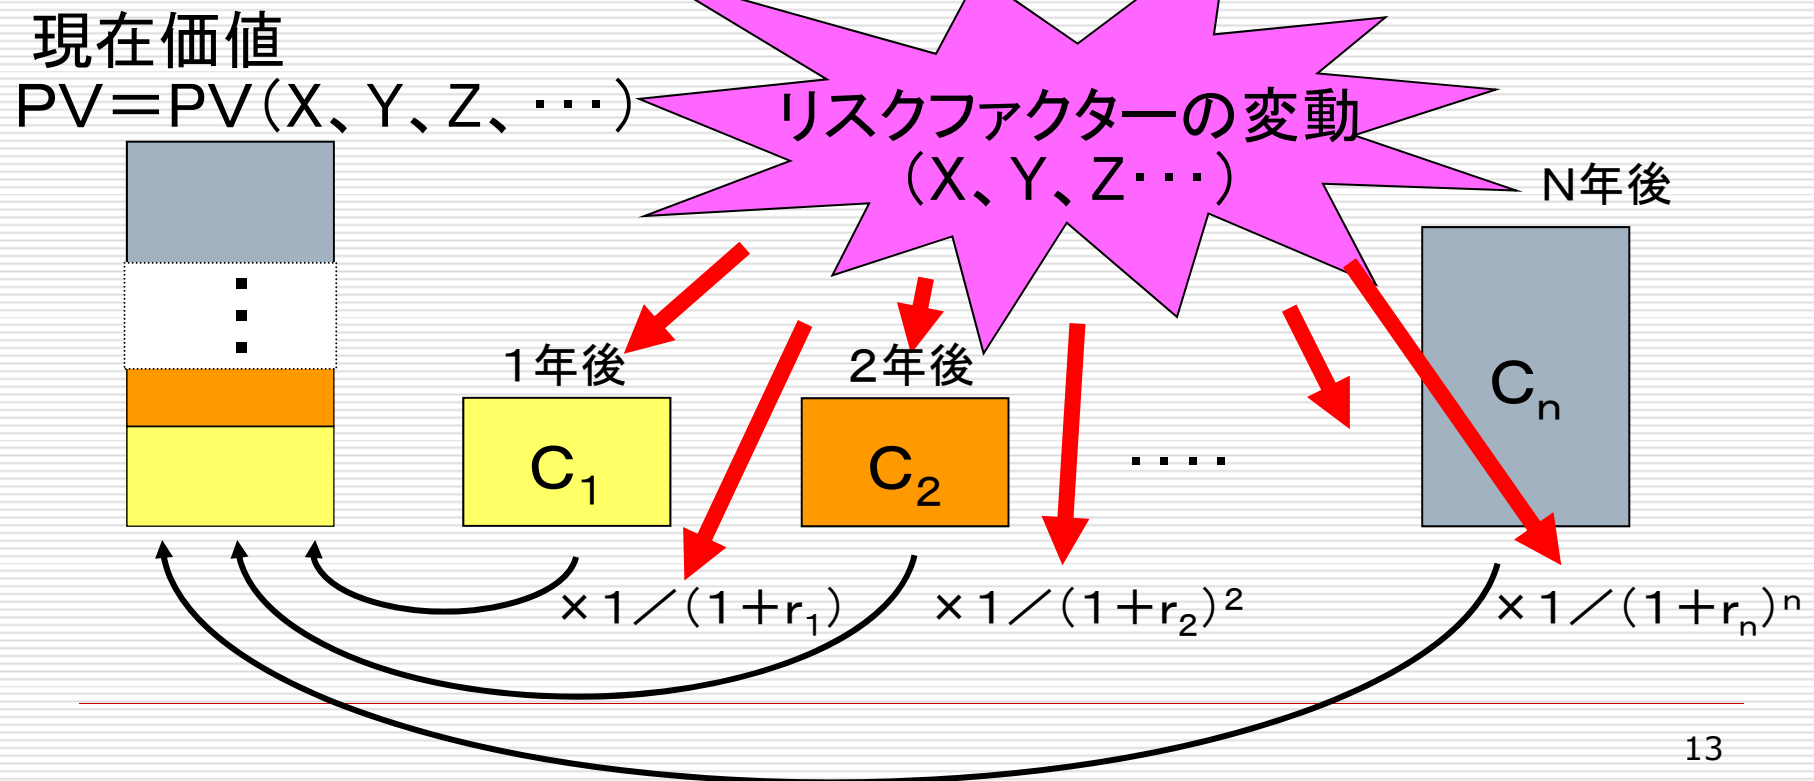 現在価値
PV=PV(X、Y、Z、・・・)
リスクファクターの変動
(X、Y、Z・・・)
N年後
1年後
2年後
C1
C2
・・・・
Cn
×1/(1+r1)
×1/(1+r2)2
×1/(1+rn)n
13